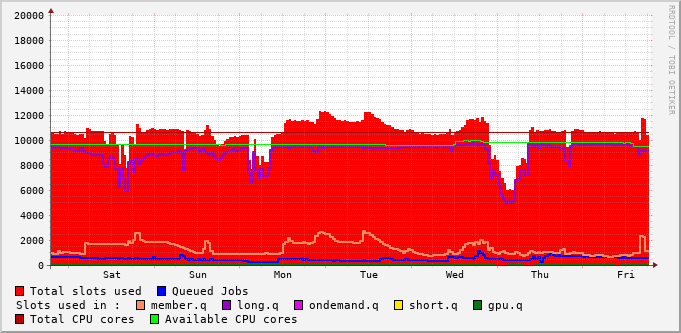 20000
18000
16000
14000
12000
10000
8000
6000
4000
2000
0
Sat Sun Mon Tue Wed Thu Fri
RRDTOOL / TOBI OETIKER
Total slots used Queued Jobs
Slots used in : member.q long.q ondemand.q short.q gpu.q
Total CPU cores Available CPU cores